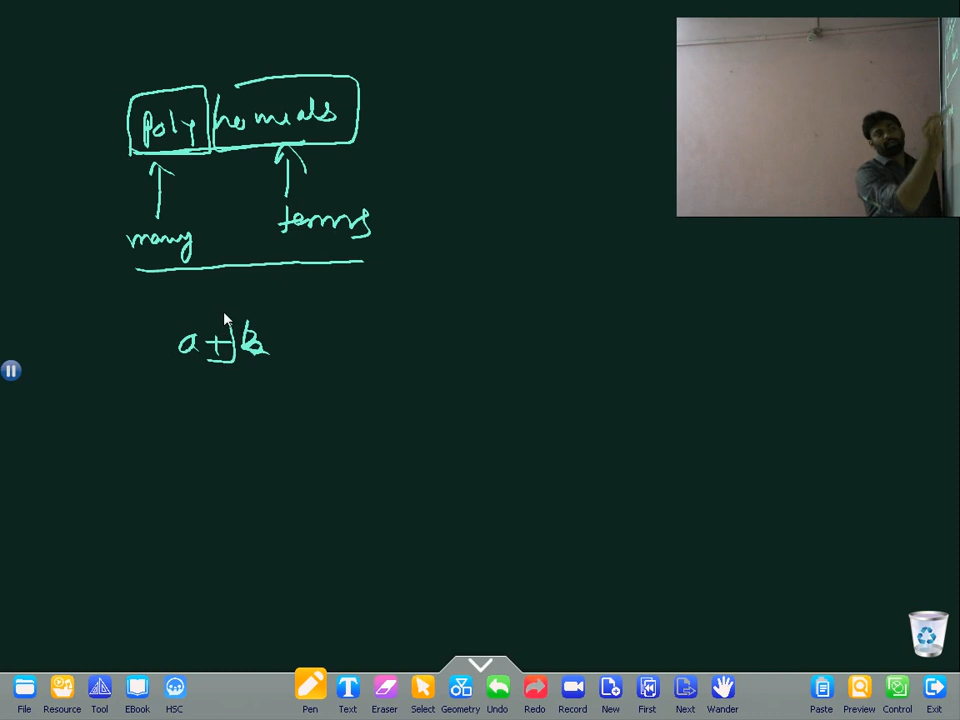 poly nomials
many terms
a + b
File Resource Tool EBook HSC Pen Text Eraser Select Geometry Undo Redo Record New First Next Wander Paste Preview Control Exit